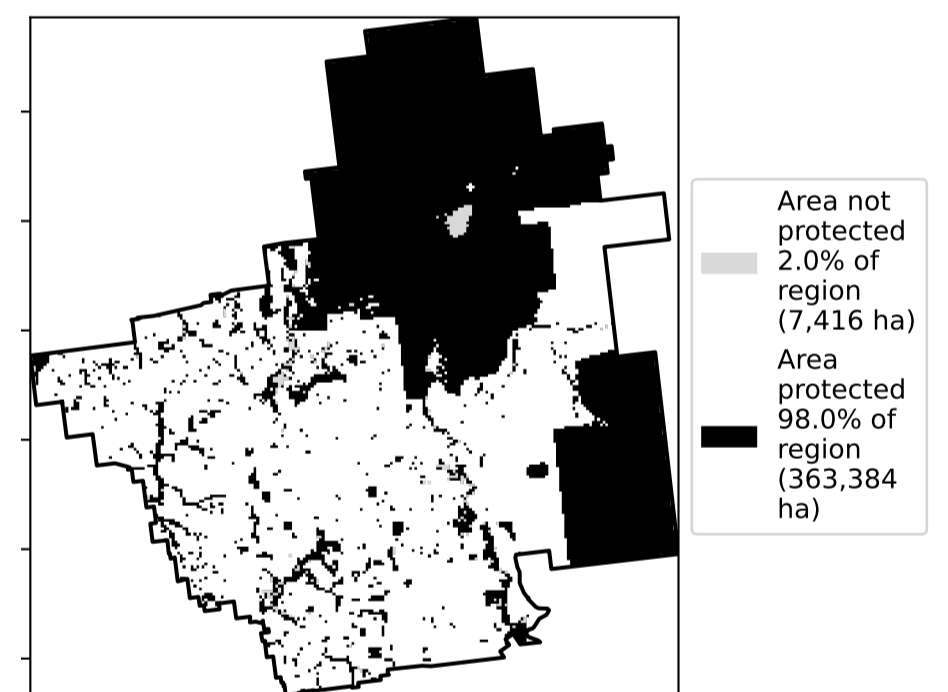 Area not
protected
2.0% of
region
(7,416 ha)
Area
protected
98.0% of
region
(363,384
ha)